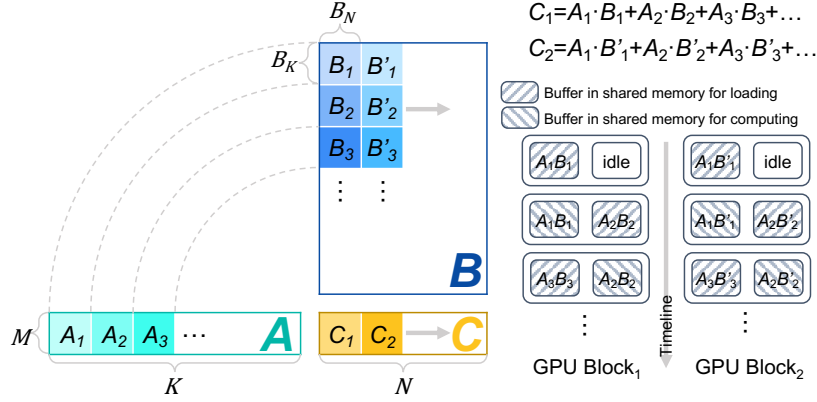 B_N
C₁=A₁·B₁+A₂·B₂+A₃·B₃+...
C₂=A₁·B'₁+A₂·B'₂+A₃·B'₃+...
B_K
B₁ B'₁
B₂ B'₂
B₃ B'₃
⋮ ⋮
B
Buffer in shared memory for loading
Buffer in shared memory for computing
A₁B₁ idle
A₁B'₁ idle
A₁B₁ A₂B₂
A₁B'₁ A₂B'₂
A₃B₃ A₂B₂
A₃B'₃ A₂B'₂
⋮ ⋮
Timeline
GPU Block₁ GPU Block₂
M
A₁ A₂ A₃ ⋯ A
C₁ C₂ C
K
N